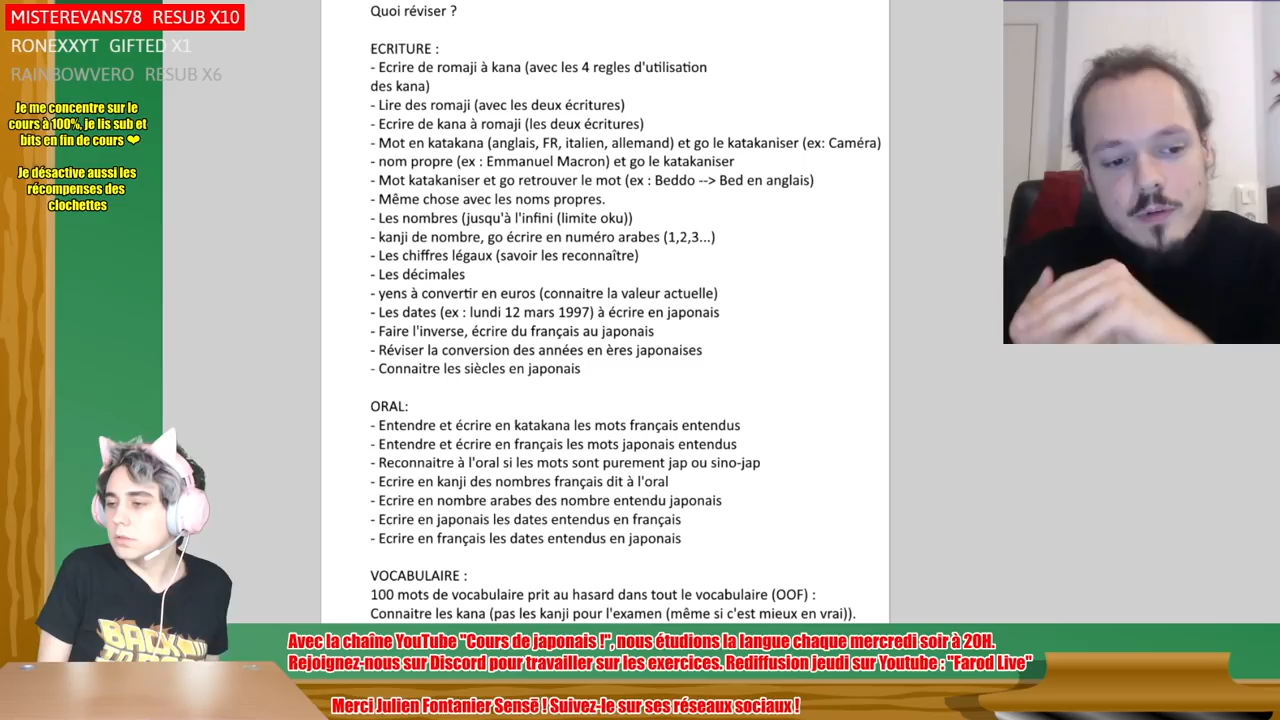 MISTEREVANS78 RESUB X10
RONEXXYT GIFTED X1
RAINBOWVERO RESUB X6
Je me concentre sur le
cours à 100%, je lis sub et
bits en fin de cours ❤
Je désactive aussi les
récompenses des
clochettes
Quoi réviser ?
ECRITURE :
- Ecrire de romaji à kana (avec les 4 regles d'utilisation
des kana)
- Lire des romaji (avec les deux écritures)
- Ecrire de kana à romaji (les deux écritures)
- Mot en katakana (anglais, FR, italien, allemand) et go le katakaniser (ex: Caméra)
- nom propre (ex : Emmanuel Macron) et go le katakaniser
- Mot katakaniser et go retrouver le mot (ex : Beddo --> Bed en anglais)
- Même chose avec les noms propres.
- Les nombres (jusqu'à l'infini (limite oku))
- kanji de nombre, go écrire en numéro arabes (1,2,3...)
- Les chiffres légaux (savoir les reconnaître)
- Les décimales
- yens à convertir en euros (connaitre la valeur actuelle)
- Les dates (ex : lundi 12 mars 1997) à écrire en japonais
- Faire l'inverse, écrire du français au japonais
- Réviser la conversion des années en ères japonaises
- Connaitre les siècles en japonais
ORAL:
- Entendre et écrire en katakana les mots français entendus
- Entendre et écrire en français les mots japonais entendus
- Reconnaitre à l'oral si les mots sont purement jap ou sino-jap
- Ecrire en kanji des nombres français dit à l'oral
- Ecrire en nombre arabes des nombre entendu japonais
- Ecrire en japonais les dates entendus en français
- Ecrire en français les dates entendus en japonais
VOCABULAIRE :
100 mots de vocabulaire prit au hasard dans tout le vocabulaire (OOF) :
Connaitre les kana (pas les kanji pour l'examen (même si c'est mieux en vrai)).
BACK
Avec la chaîne YouTube "Cours de japonais !", nous étudions la langue chaque mercredi soir à 20H.
Rejoignez-nous sur Discord pour travailler sur les exercices. Rediffusion jeudi sur Youtube : "Farod Live"
Merci Julien Fontanier Sensē ! Suivez-le sur ses réseaux sociaux !